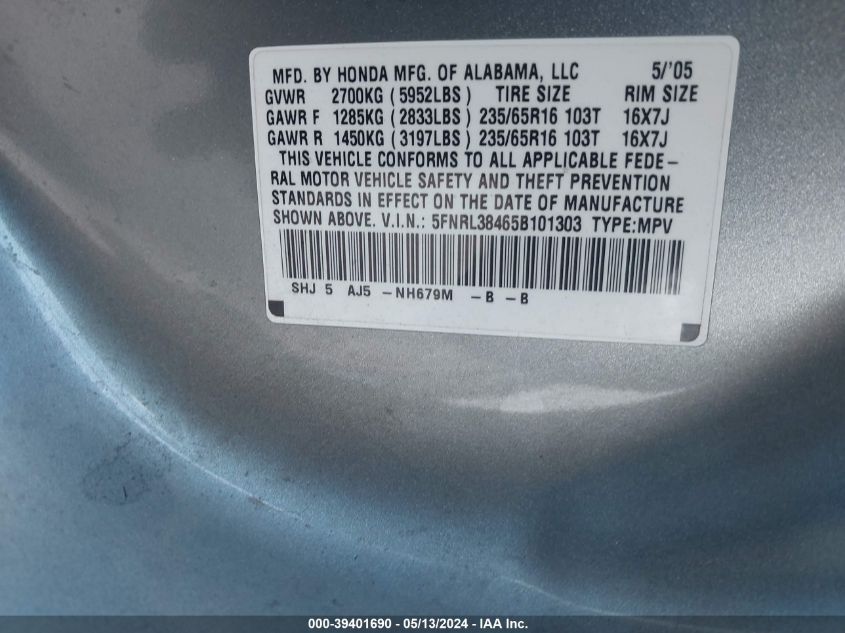 MFD. BY HONDA MFG. OF ALABAMA, LLC 5/'05
GVWR 2700KG ( 5952LBS ) TIRE SIZE RIM SIZE
GAWR F 1285KG ( 2833LBS ) 235/65R16 103T 16X7J
GAWR R 1450KG ( 3197LBS ) 235/65R16 103T 16X7J
THIS VEHICLE CONFORMS TO ALL APPLICABLE FEDE-
RAL MOTOR VEHICLE SAFETY AND THEFT PREVENTION
STANDARDS IN EFFECT ON THE DATE OF MANUFACTURE
SHOWN ABOVE. V.I.N.: 5FNRL38465B101303 TYPE:MPV
SHJ 5 AJ5 -NH679M -B -B
000-39401690 - 05/13/2024 - IAA Inc.